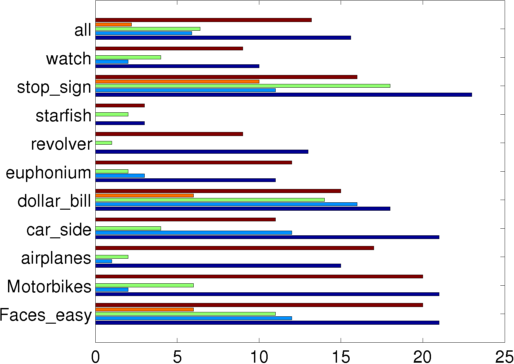 all
watch
stop_sign
starfish
revolver
euphonium
dollar_bill
car_side
airplanes
Motorbikes
Faces_easy
0 5 10 15 20 25